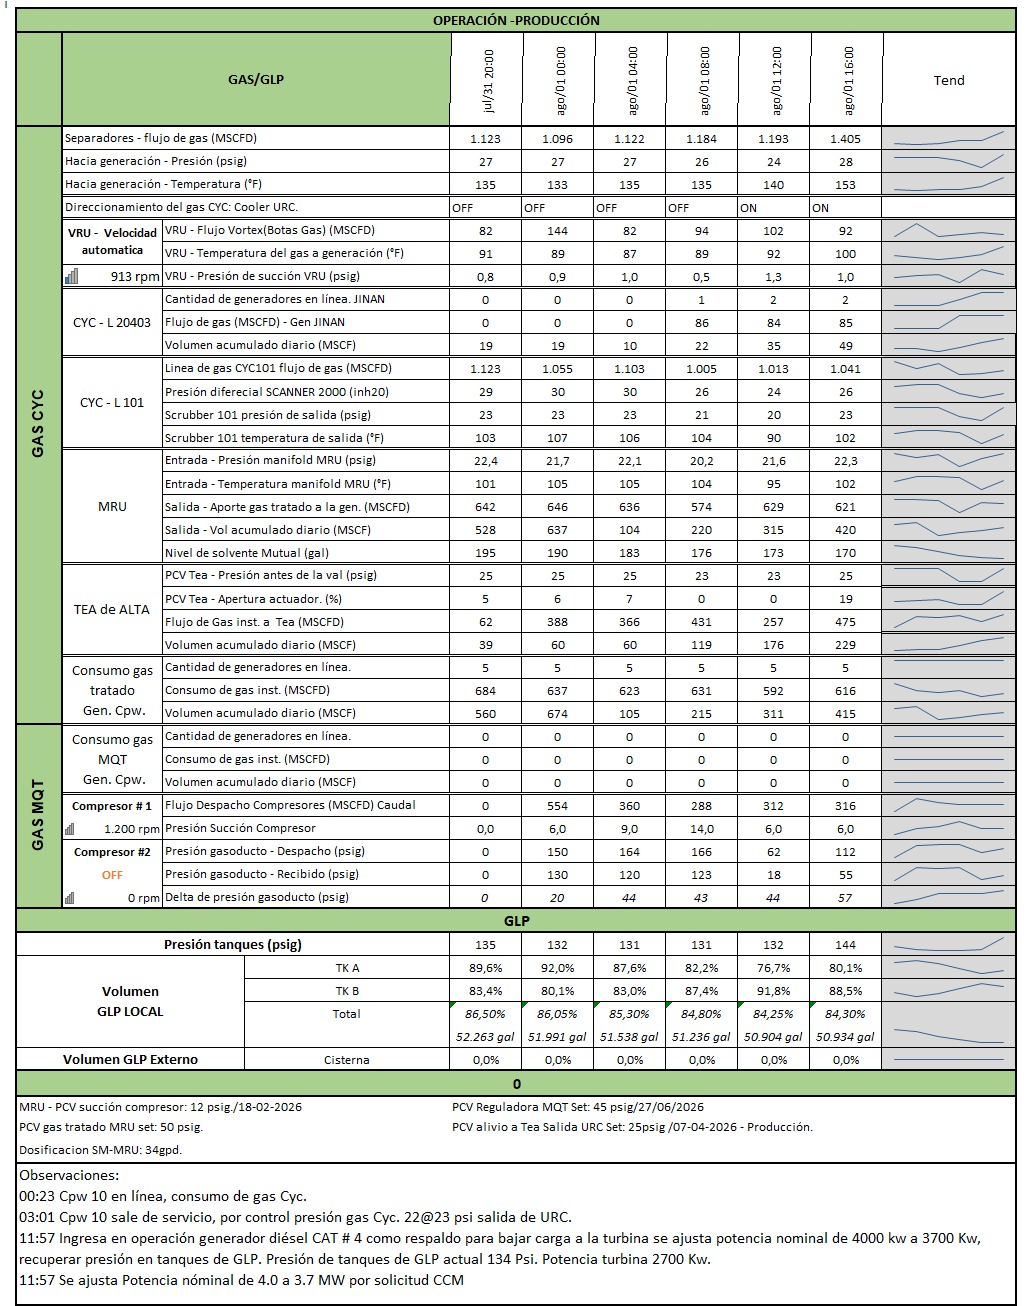 OPERACIÓN -PRODUCCIÓN
GAS/GLP jul/31 20:00 ago/01 00:00 ago/01 04:00 ago/01 08:00 ago/01 12:00 ago/01 16:00 Tend
GAS CYC
Separadores - flujo de gas (MSCFD) 1.123 1.096 1.122 1.184 1.193 1.405
Hacia generación - Presión (psig) 27 27 27 26 24 28
Hacia generación - Temperatura (°F) 135 133 135 135 140 153
Direccionamiento del gas CYC: Cooler URC. OFF OFF OFF OFF ON ON
VRU - Velocidad automatica
913 rpm
VRU - Flujo Vortex(Botas Gas) (MSCFD) 82 144 82 94 102 92
VRU - Temperatura del gas a generación (°F) 91 89 87 89 92 100
VRU - Presión de succión VRU (psig) 0,8 0,9 1,0 0,5 1,3 1,0
CYC - L 20403
Cantidad de generadores en línea. JINAN 0 0 0 1 2 2
Flujo de gas (MSCFD) - Gen JINAN 0 0 0 86 84 85
Volumen acumulado diario (MSCF) 19 19 10 22 35 49
CYC - L 101
Linea de gas CYC101 flujo de gas (MSCFD) 1.123 1.055 1.103 1.005 1.013 1.041
Presión diferecial SCANNER 2000 (inh20) 29 30 30 26 24 26
Scrubber 101 presión de salida (psig) 23 23 23 21 20 23
Scrubber 101 temperatura de salida (°F) 103 107 106 104 90 102
MRU
Entrada - Presión manifold MRU (psig) 22,4 21,7 22,1 20,2 21,6 22,3
Entrada - Temperatura manifold MRU (°F) 101 105 105 104 95 102
Salida - Aporte gas tratado a la gen. (MSCFD) 642 646 636 574 629 621
Salida - Vol acumulado diario (MSCF) 528 637 104 220 315 420
Nivel de solvente Mutual (gal) 195 190 183 176 173 170
TEA de ALTA
PCV Tea - Presión antes de la val (psig) 25 25 25 23 23 25
PCV Tea - Apertura actuador. (%) 5 6 7 0 0 19
Flujo de Gas inst. a Tea (MSCFD) 62 388 366 431 257 475
Volumen acumulado diario (MSCF) 39 60 60 119 176 229
Consumo gas tratado Gen. Cpw.
Cantidad de generadores en línea. 5 5 5 5 5 5
Consumo de gas inst. (MSCFD) 684 637 623 631 592 616
Volumen acumulado diario (MSCF) 560 674 105 215 311 415
GAS MQT
Consumo gas MQT Gen. Cpw.
Cantidad de generadores en línea. 0 0 0 0 0 0
Consumo de gas inst. (MSCFD) 0 0 0 0 0 0
Volumen acumulado diario (MSCF) 0 0 0 0 0 0
Compresor # 1
1.200 rpm
Flujo Despacho Compresores (MSCFD) Caudal 0 554 360 288 312 316
Presión Succión Compresor 0,0 6,0 9,0 14,0 6,0 6,0
Compresor #2
OFF
0 rpm
Presión gasoducto - Despacho (psig) 0 150 164 166 62 112
Presión gasoducto - Recibido (psig) 0 130 120 123 18 55
Delta de presión gasoducto (psig) 0 20 44 43 44 57
GLP
Presión tanques (psig) 135 132 131 131 132 144
Volumen
GLP LOCAL
TK A 89,6% 92,0% 87,6% 82,2% 76,7% 80,1%
TK B 83,4% 80,1% 83,0% 87,4% 91,8% 88,5%
Total 86,50% 86,05% 85,30% 84,80% 84,25% 84,30%
52.263 gal 51.991 gal 51.538 gal 51.236 gal 50.904 gal 50.934 gal
Volumen GLP Externo Cisterna 0,0% 0,0% 0,0% 0,0% 0,0% 0,0%
0
MRU - PCV succión compresor: 12 psig./18-02-2026 PCV Reguladora MQT Set: 45 psig/27/06/2026
PCV gas tratado MRU set: 50 psig. PCV alivio a Tea Salida URC Set: 25psig /07-04-2026 - Producción.
Dosificacion SM-MRU: 34gpd.
Observaciones:
00:23 Cpw 10 en línea, consumo de gas Cyc.
03:01 Cpw 10 sale de servicio, por control presión gas Cyc. 22@23 psi salida de URC.
11:57 Ingresa en operación generador diésel CAT # 4 como respaldo para bajar carga a la turbina se ajusta potencia nominal de 4000 kw a 3700 Kw,
recuperar presión en tanques de GLP. Presión de tanques de GLP actual 134 Psi. Potencia turbina 2700 Kw.
11:57 Se ajusta Potencia nóminal de 4.0 a 3.7 MW por solicitud CCM